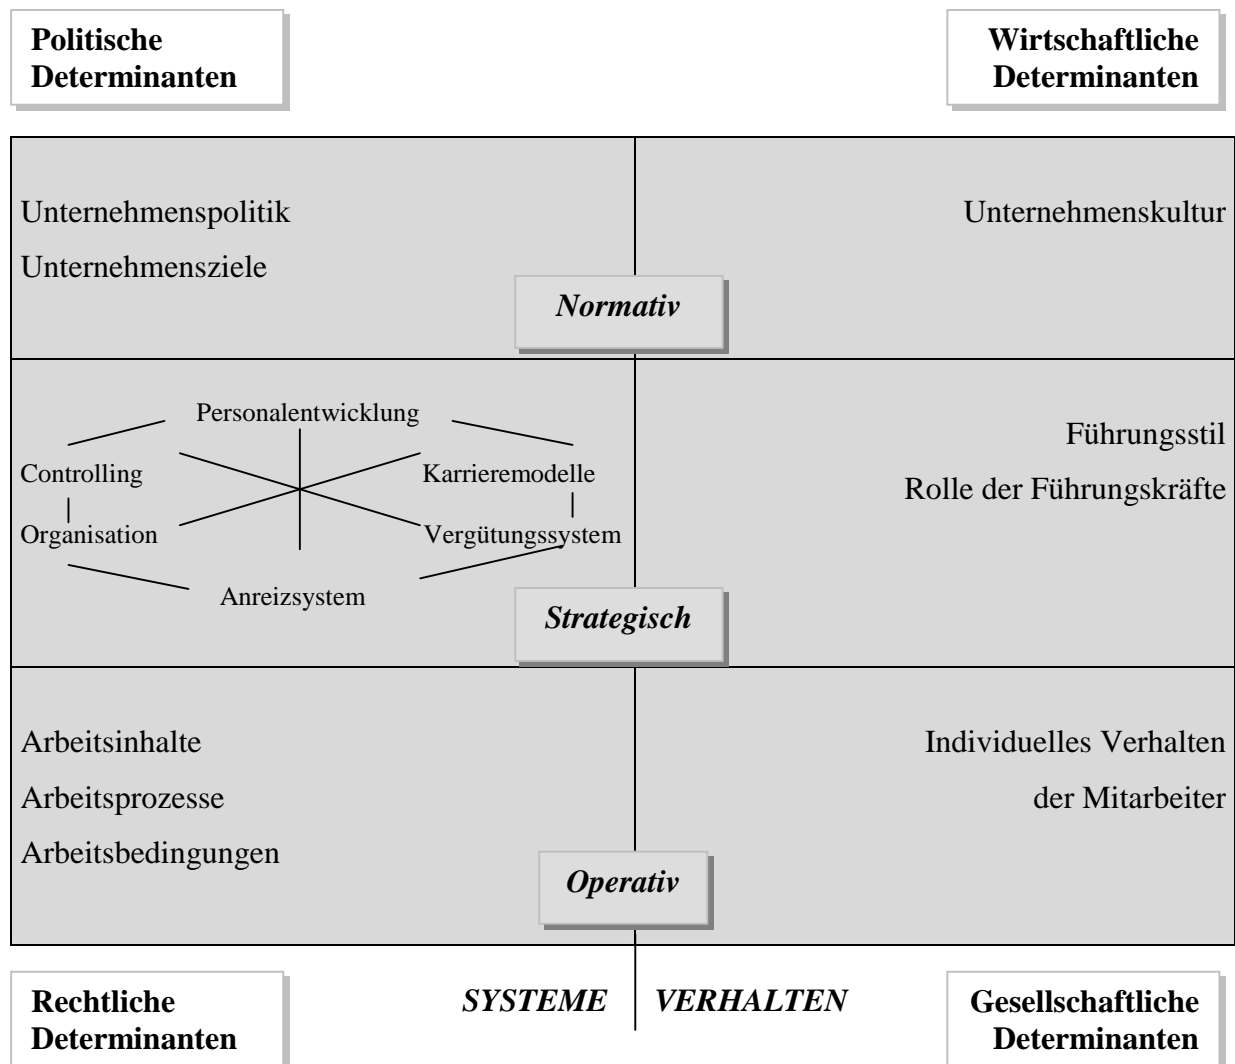 Politische
Determinanten
Wirtschaftliche
Determinanten
Unternehmenspolitik
Unternehmensziele
Unternehmenskultur
Normativ
Personalentwicklung
Controlling
Karrieremodelle
Organisation
Vergütungssystem
Anreizsystem
Führungsstil
Rolle der Führungskräfte
Strategisch
Arbeitsinhalte
Arbeitsprozesse
Arbeitsbedingungen
Individuelles Verhalten
der Mitarbeiter
Operativ
Rechtliche
Determinanten
SYSTEME
VERHALTEN
Gesellschaftliche
Determinanten